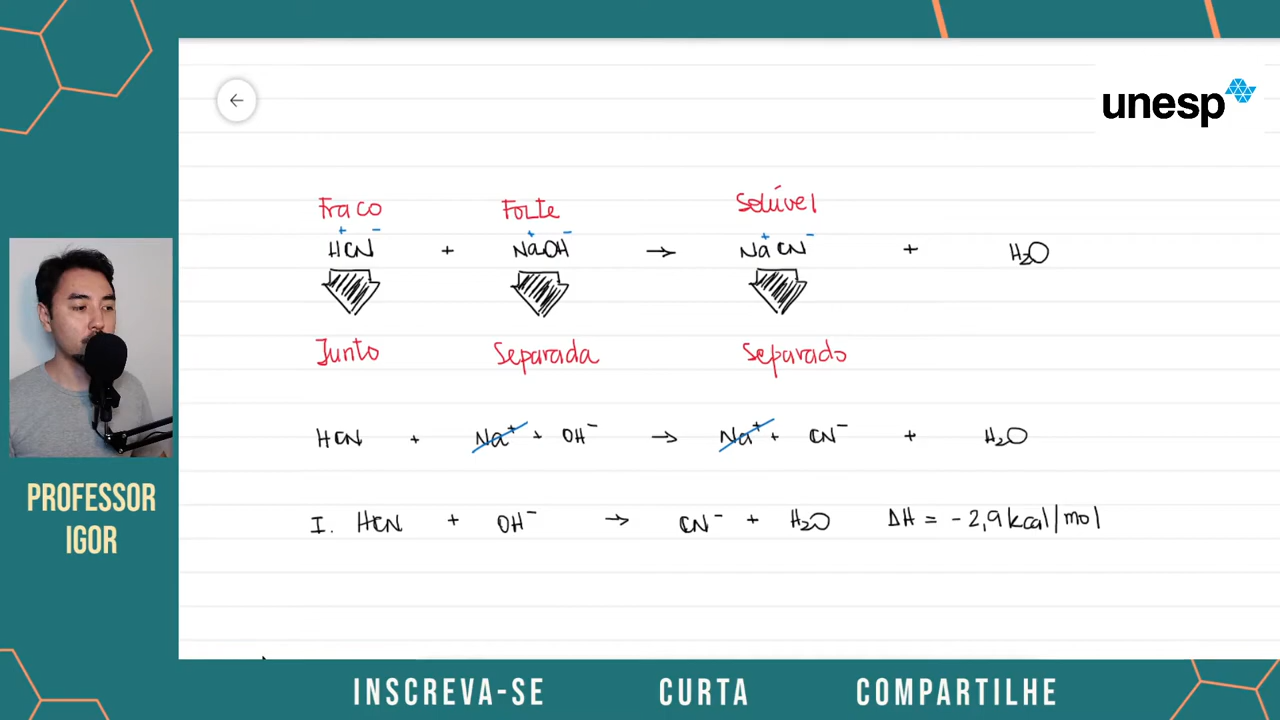 unesp
Fraco Forte Solúvel
+ - + - + -
HCN + NaOH → NaCN + H₂O
Junto Separada Separado
HCN + Na⁺ + OH⁻ → Na⁺ + CN⁻ + H₂O
I. HCN + OH⁻ → CN⁻ + H₂O ΔH = -2,9 kcal/mol
PROFESSOR
IGOR
INSCREVA-SE CURTA COMPARTILHE